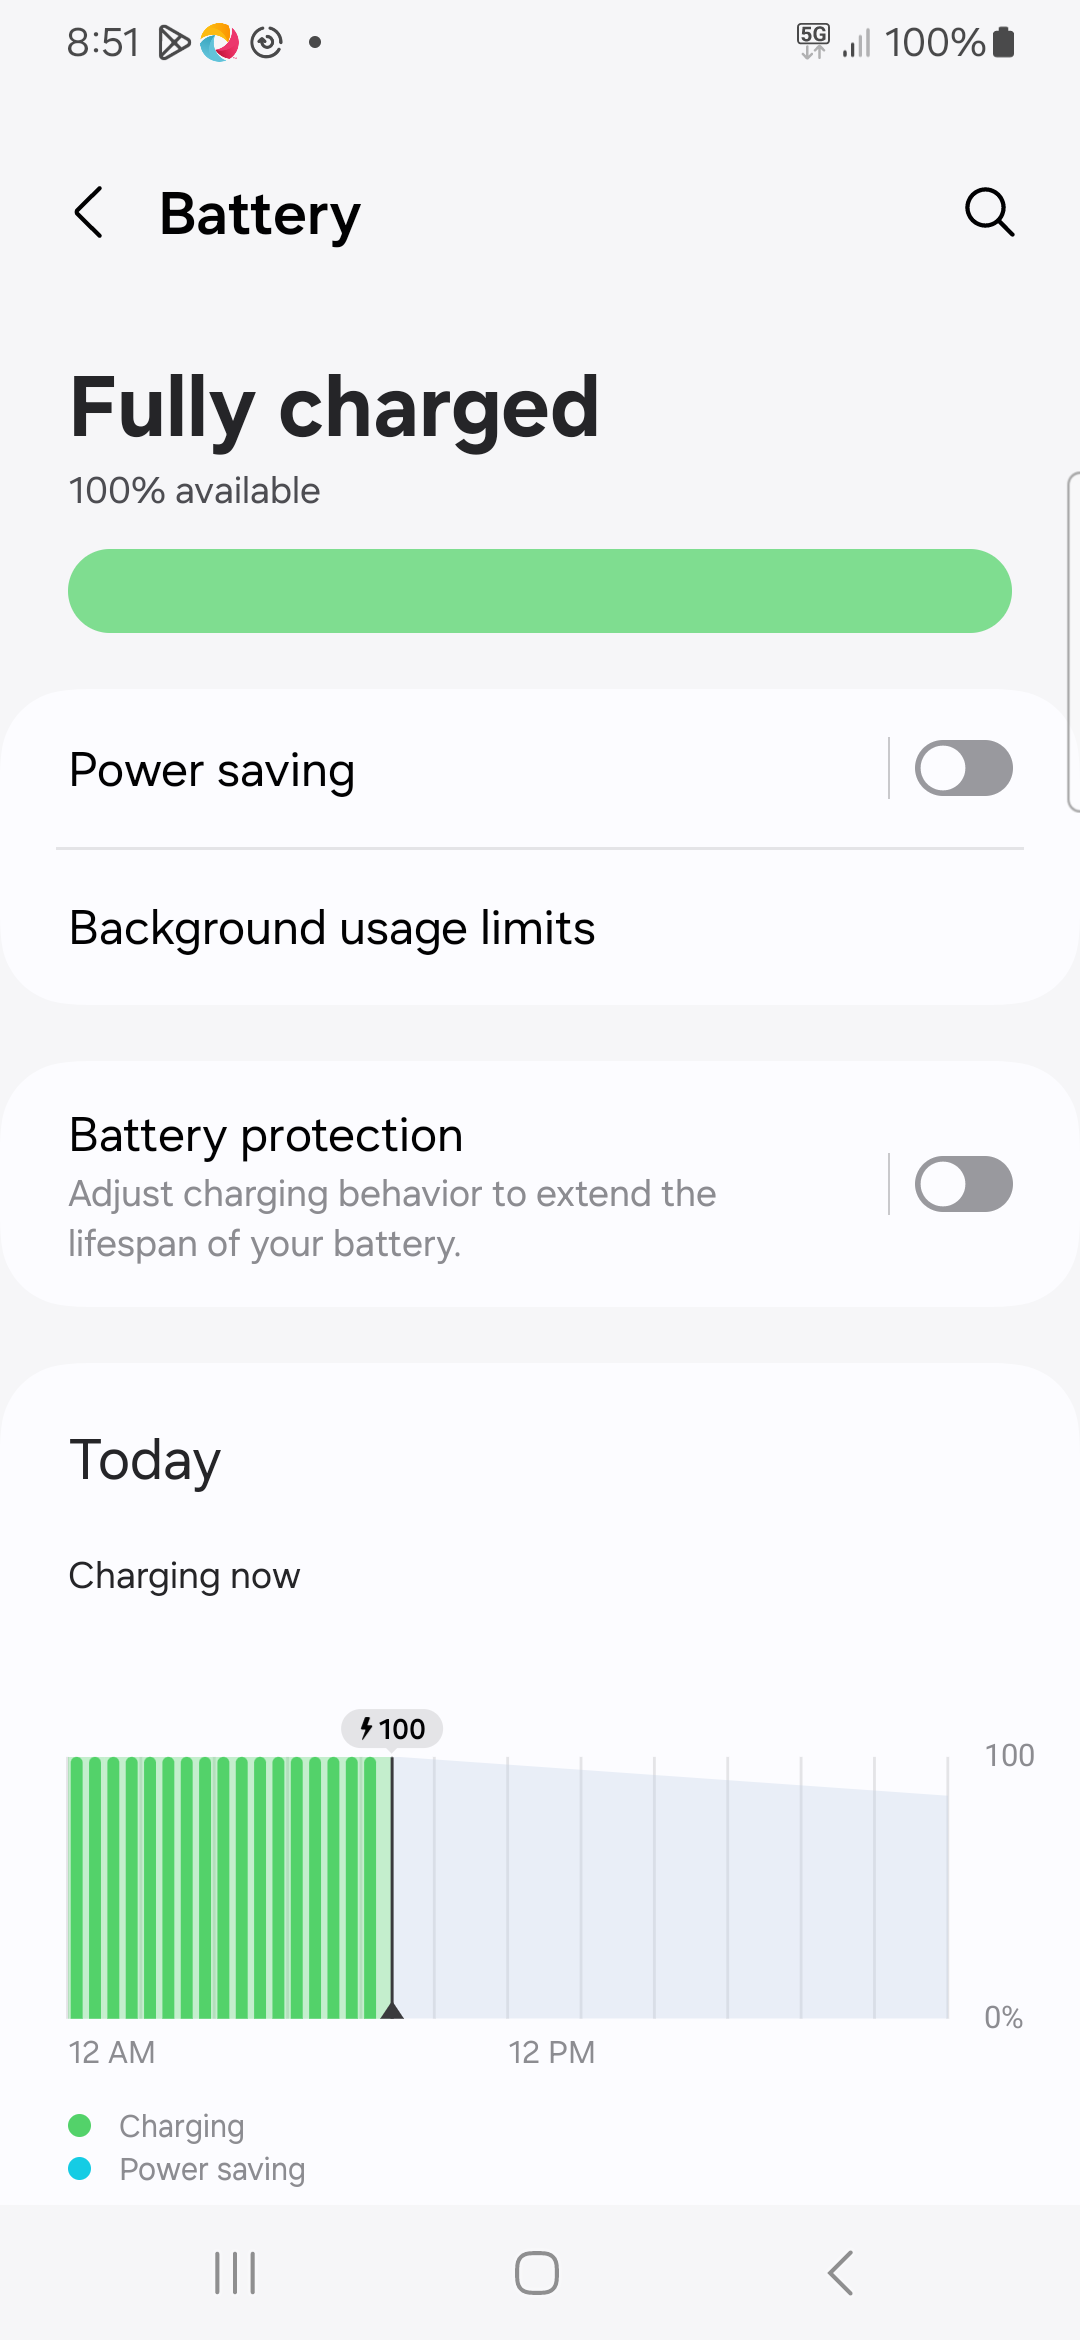 8:51
5G
100%
Battery
Fully charged
100% available
Power saving
Background usage limits
Battery protection
Adjust charging behavior to extend the
lifespan of your battery.
Today
Charging now
100
100
0%
12 AM
12 PM
Charging
Power saving